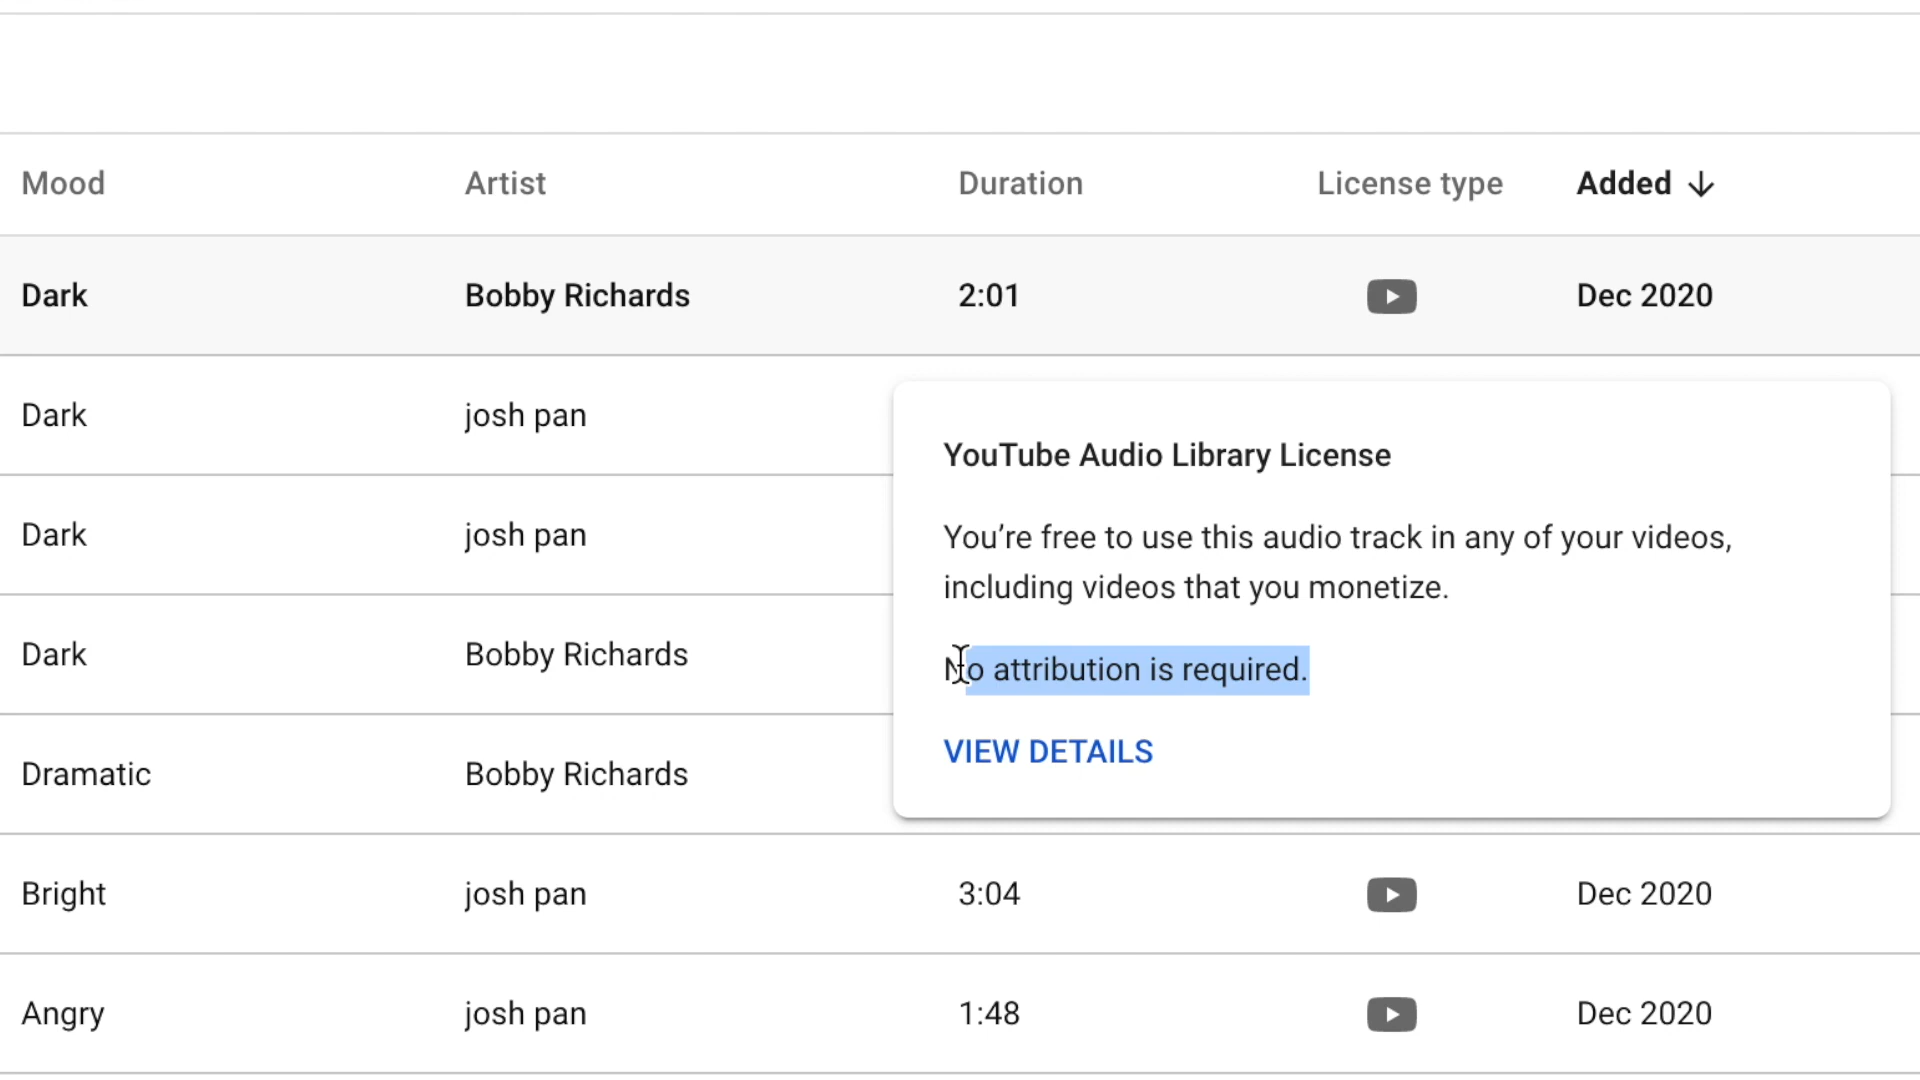 Mood Artist Duration License type Added
Dark Bobby Richards 2:01 Dec 2020
Dark josh pan
YouTube Audio Library License
You’re free to use this audio track in any of your videos,
including videos that you monetize.
No attribution is required.
VIEW DETAILS
Dark josh pan
Dark Bobby Richards
Dramatic Bobby Richards
Bright josh pan 3:04 Dec 2020
Angry josh pan 1:48 Dec 2020